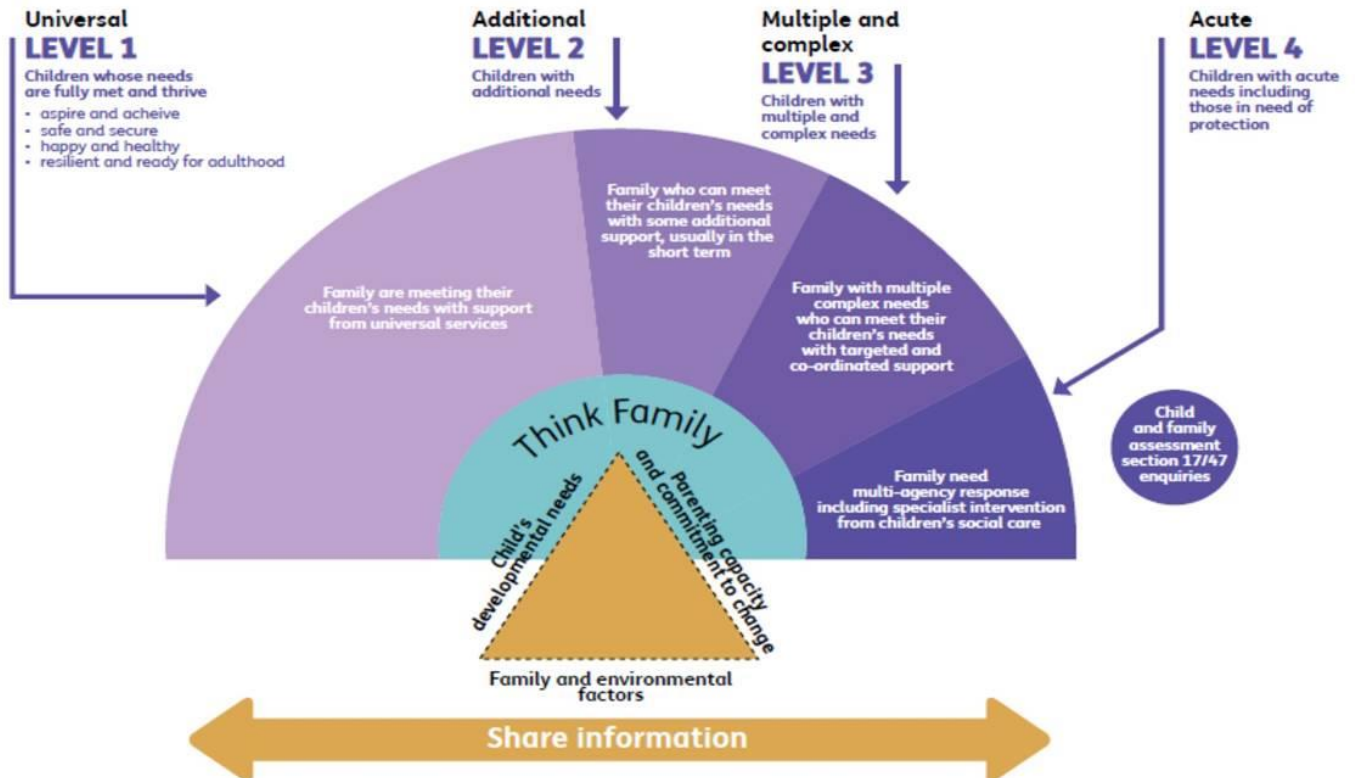 Universal
LEVEL 1
Children whose needs
are fully met and thrive
• aspire and acheive
• safe and secure
• happy and healthy
• resilient and ready for adulthood
Additional
LEVEL 2
Children with
additional needs
Multiple and
complex
LEVEL 3
Children with
multiple and
complex needs
Acute
LEVEL 4
Children with acute
needs including
those in need of
protection
Family are meeting their
children's needs with support
from universal services
Family who can meet
their children's needs
with some additional
support, usually in the
short term
Family with multiple
complex needs
who can meet their
children's needs
with targeted and
co-ordinated support
Family need
multi-agency response
including specialist intervention
from children's social care
Child
and family
assessment
section 17/47
enquiries
Think Family
Child's
developmental needs
Parenting capacity
and commitment to change
Family and environmental
factors
Share information